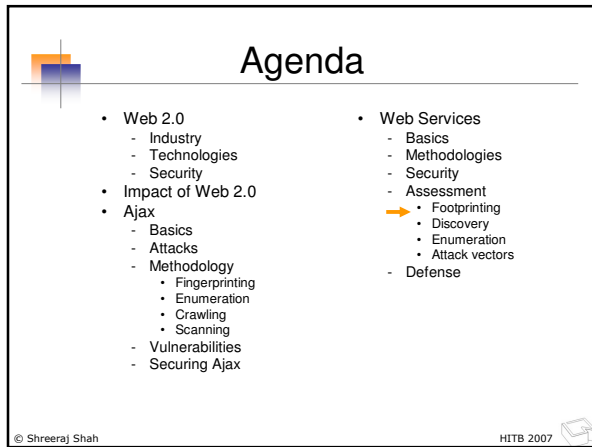 Agenda
• Web 2.0
- Industry
- Technologies
- Security
• Impact of Web 2.0
• Ajax
- Basics
- Attacks
- Methodology
• Fingerprinting
• Enumeration
• Crawling
• Scanning
- Vulnerabilities
- Securing Ajax
• Web Services
- Basics
- Methodologies
- Security
- Assessment
• Footprinting
• Discovery
• Enumeration
• Attack vectors
- Defense
© Shreeraj Shah
HITB 2007